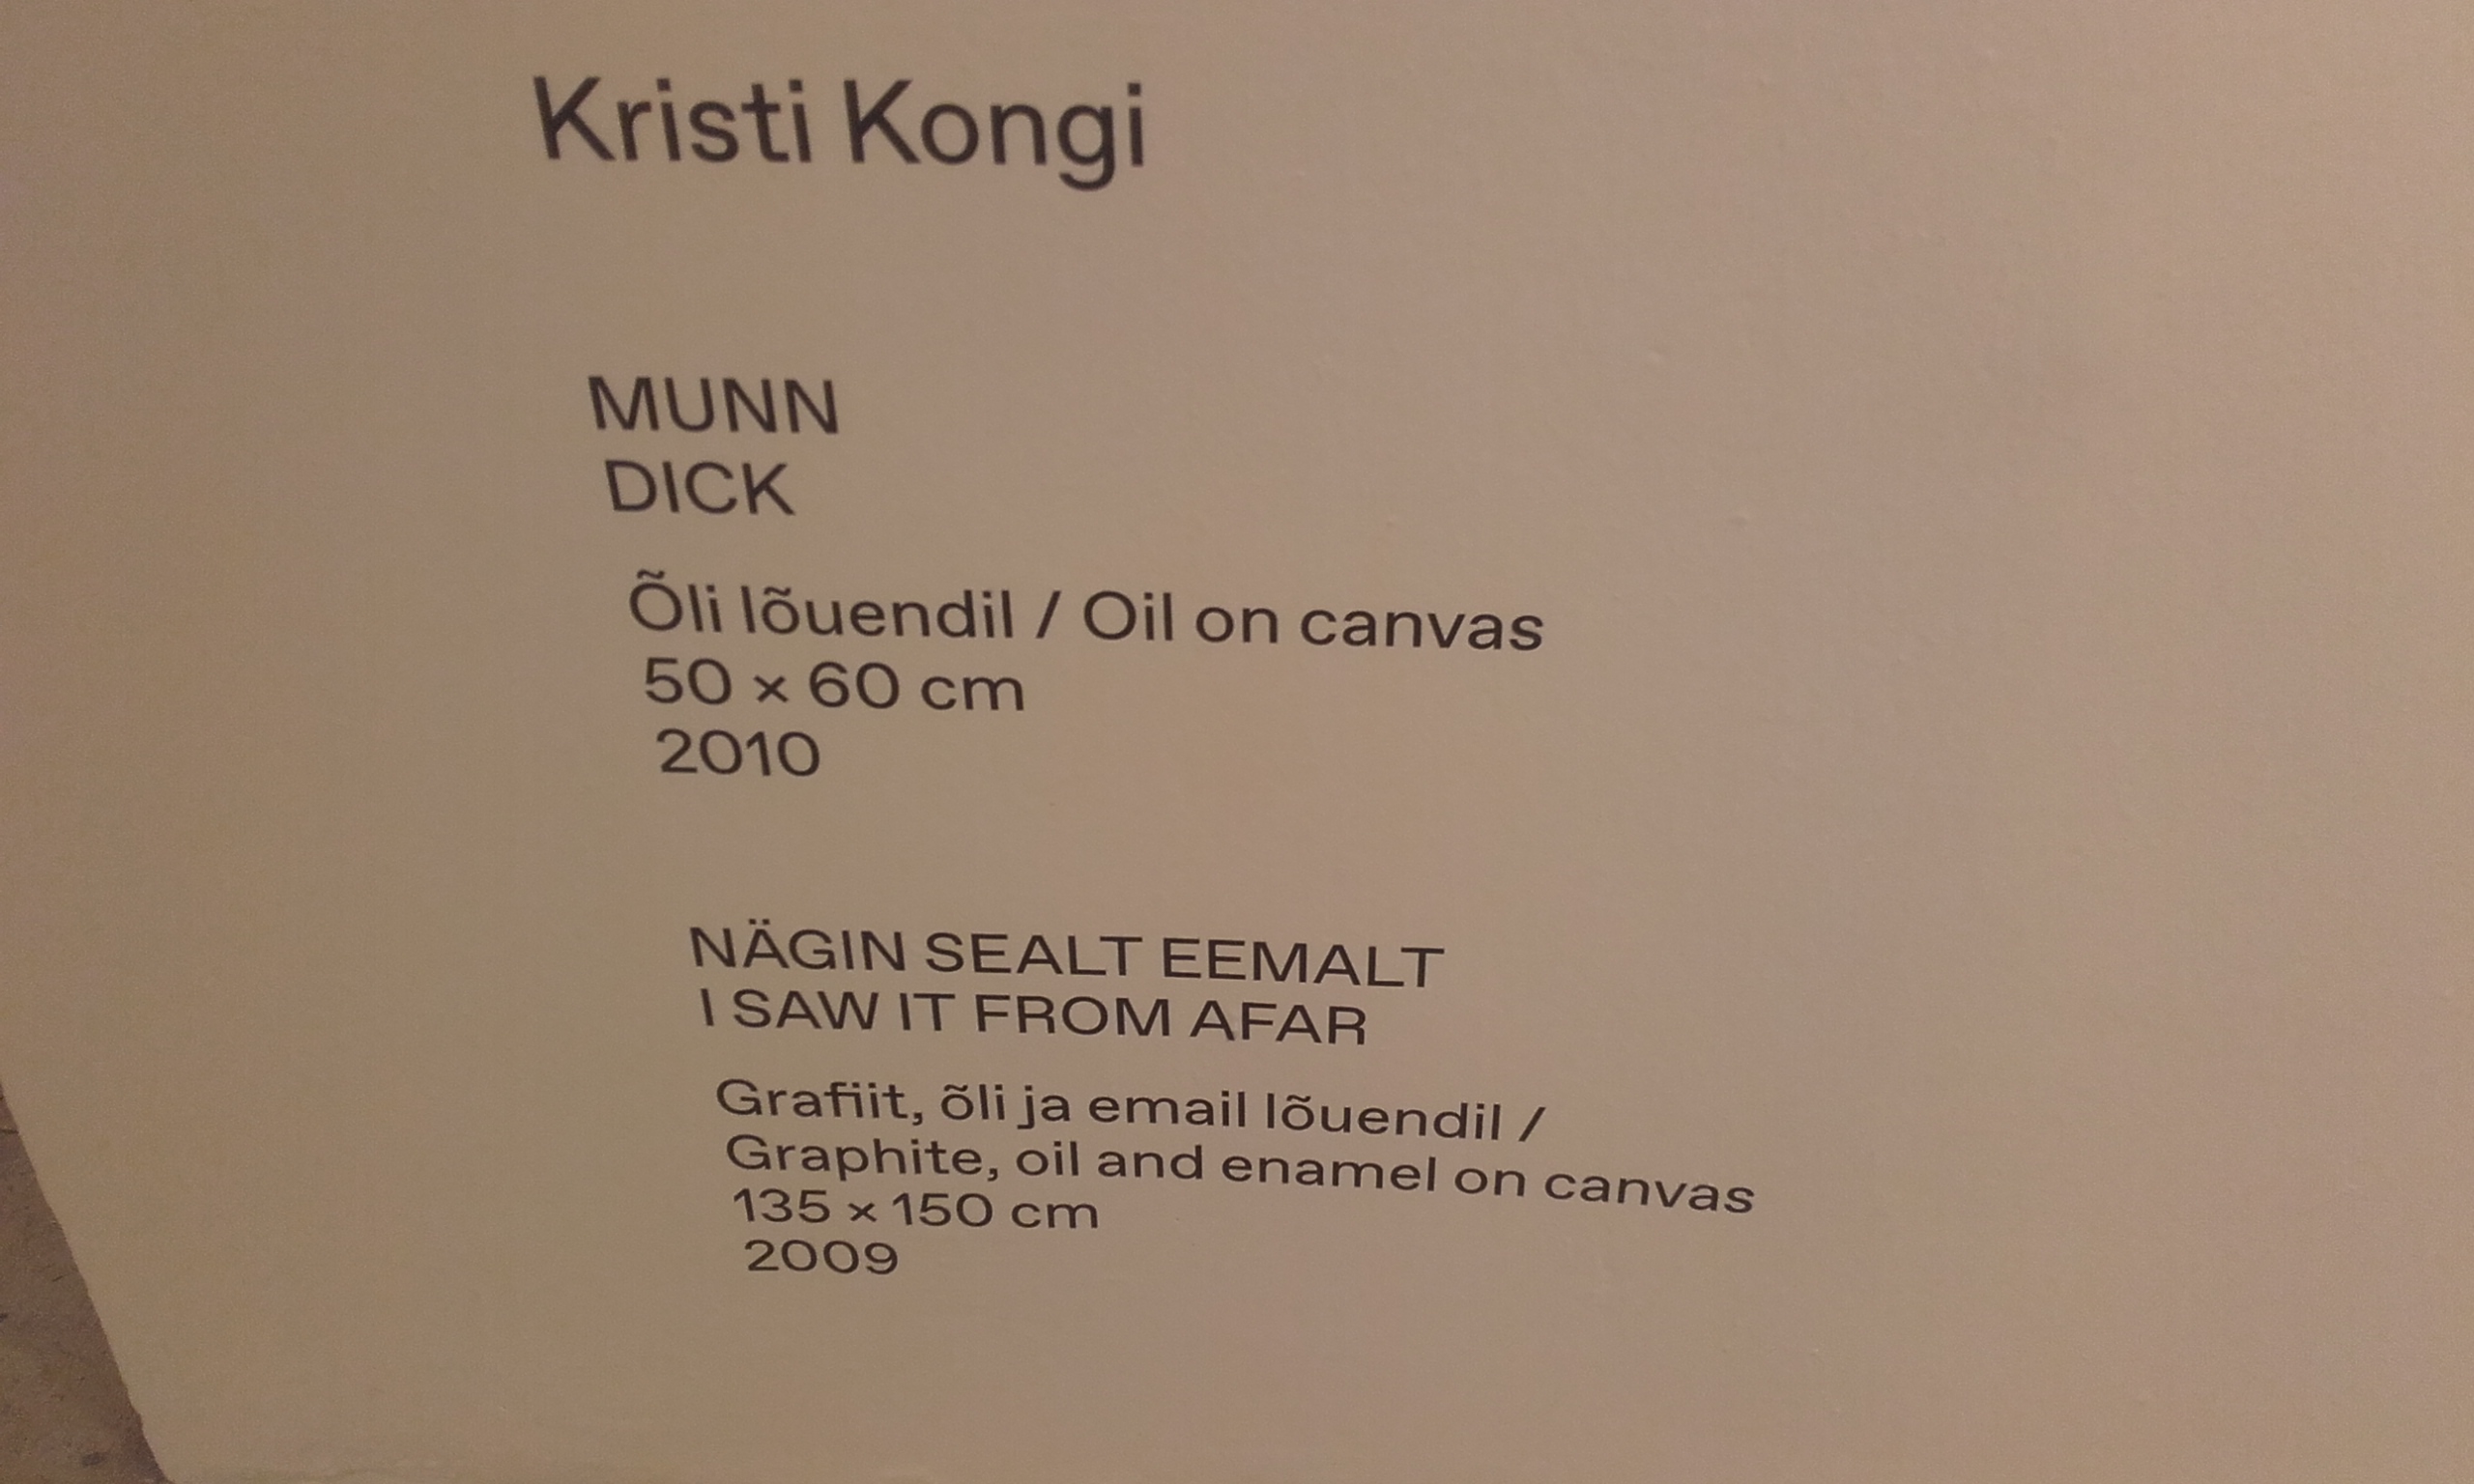 Kristi Kongi
MUNN
DICK
Õli lõuendil / Oil on canvas
50 × 60 cm
2010
NÄGIN SEALT EEMALT
I SAW IT FROM AFAR
Grafiit, õli ja email lõuendil /
Graphite, oil and enamel on canvas
135 × 150 cm
2009